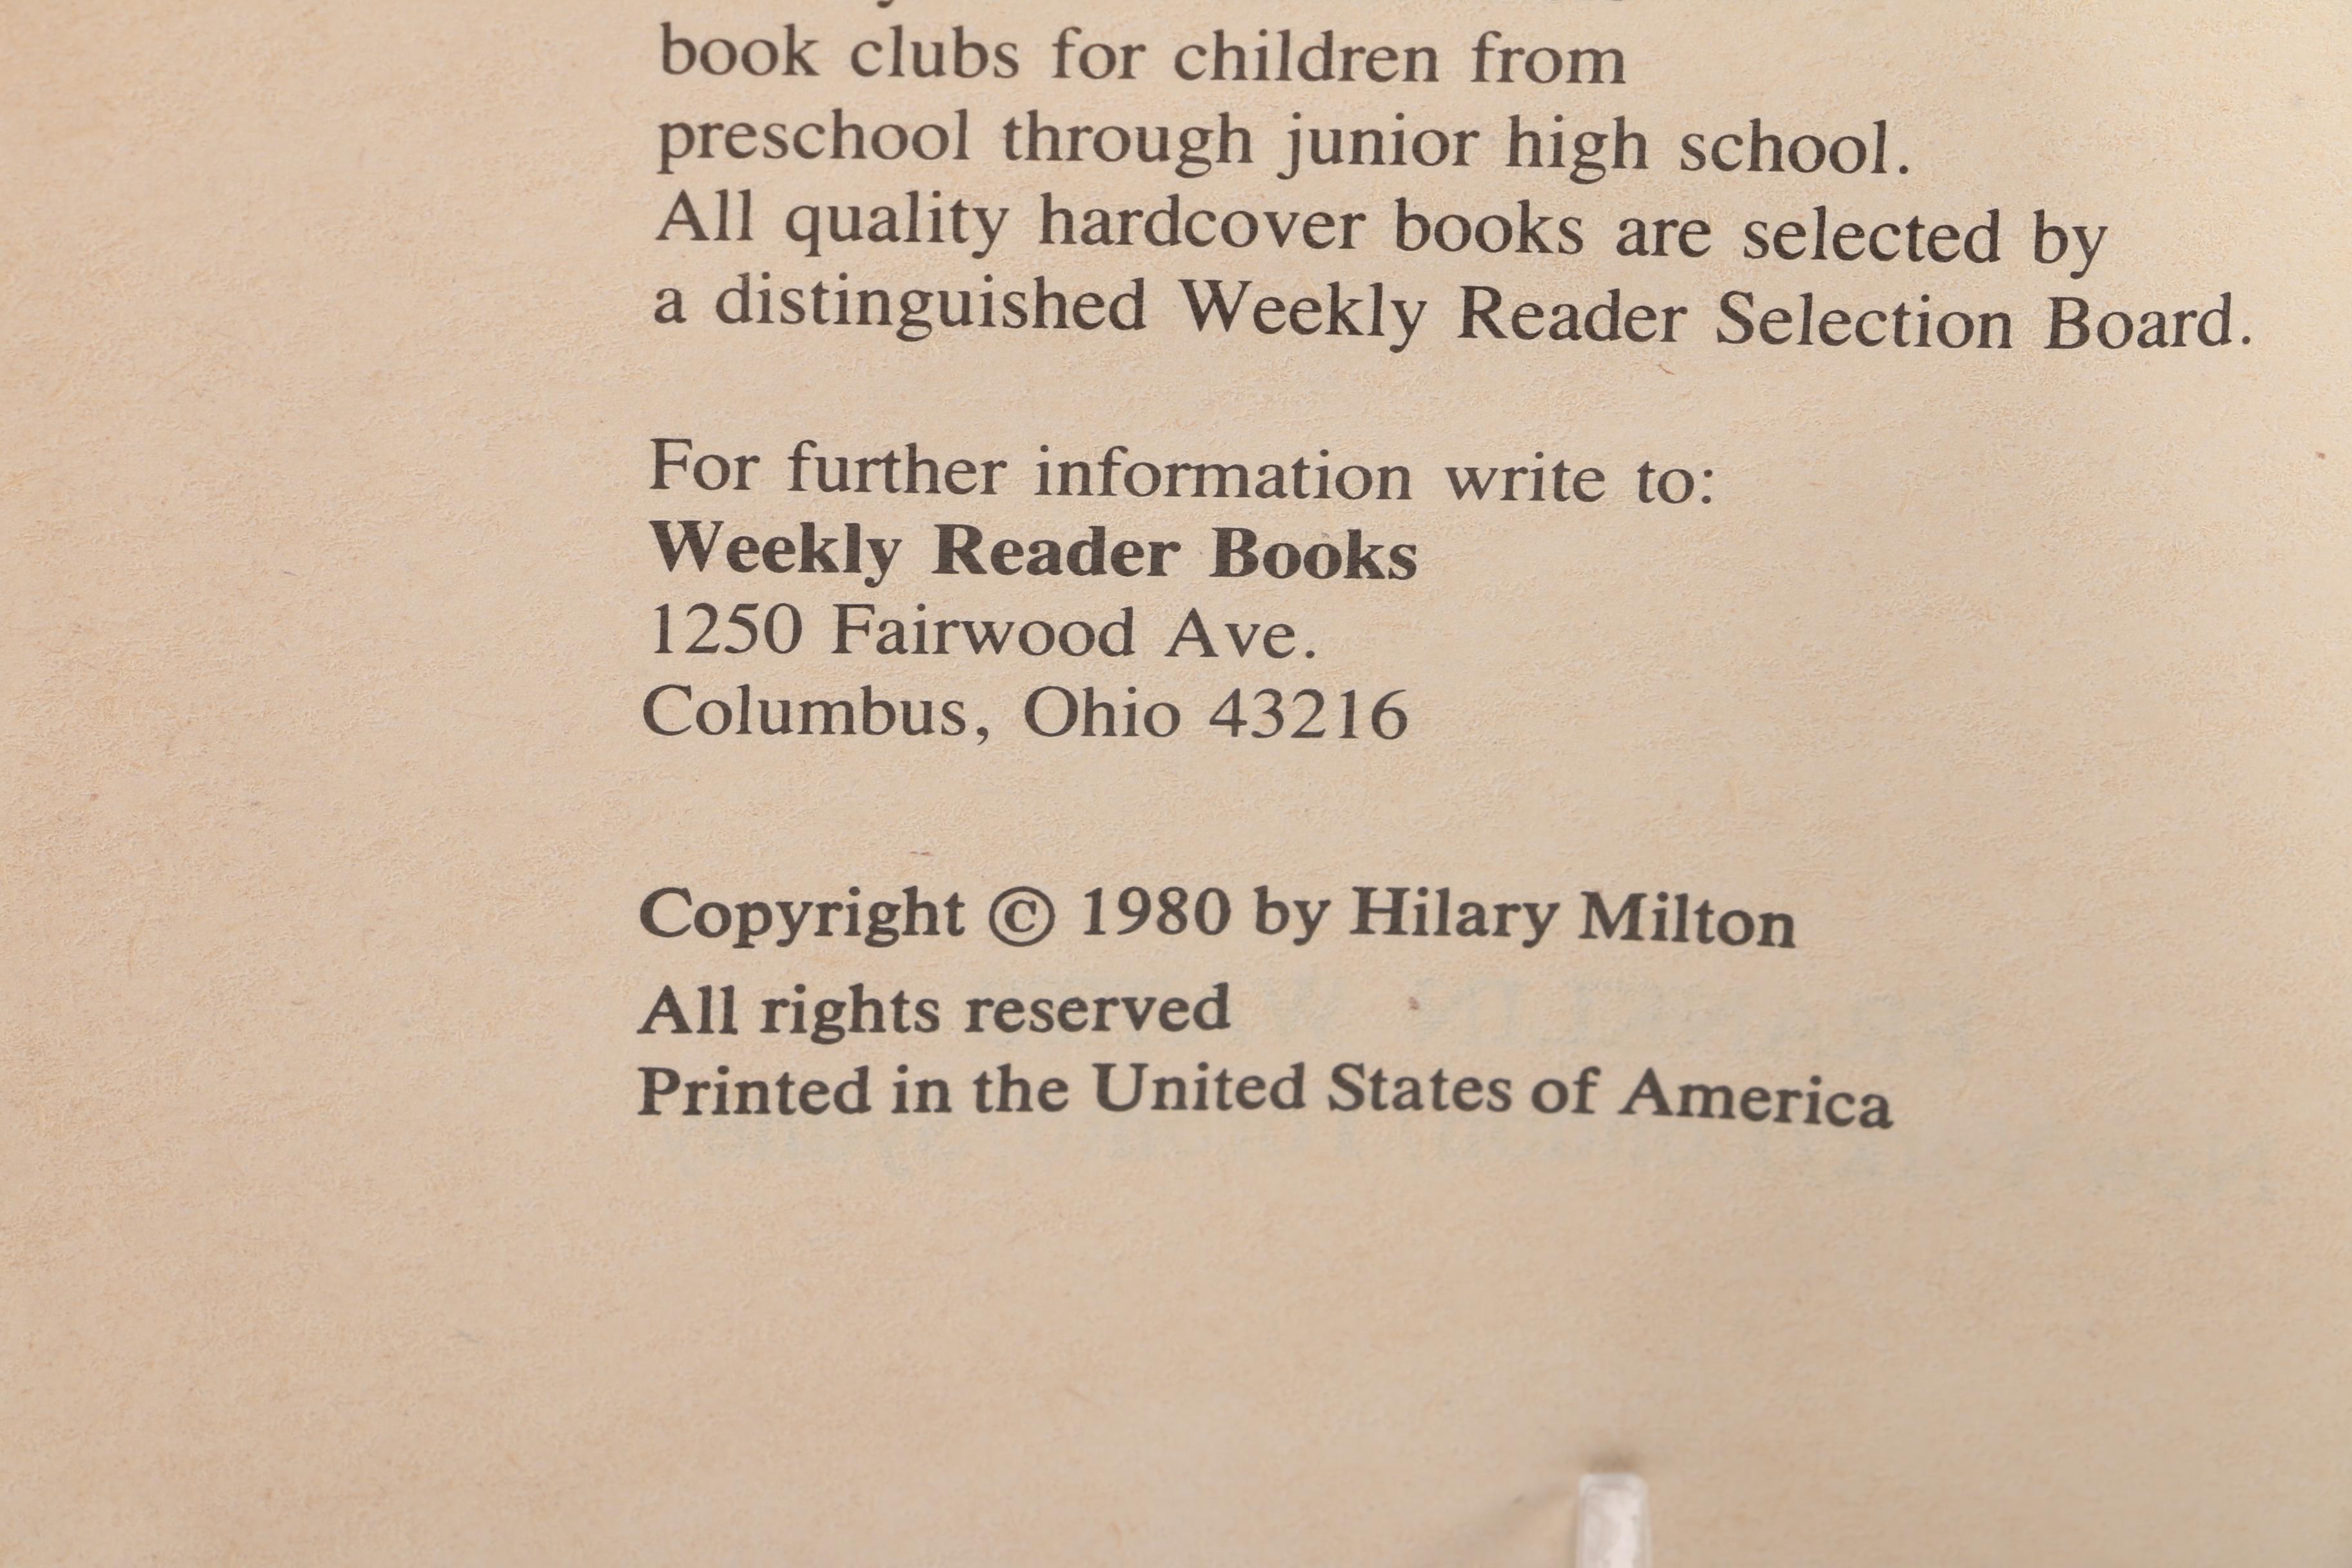 book clubs for children from
preschool through junior high school.
All quality hardcover books are selected by
a distinguished Weekly Reader Selection Board.
For further information write to:
Weekly Reader Books
1250 Fairwood Ave.
Columbus, Ohio 43216
Copyright © 1980 by Hilary Milton
All rights reserved
Printed in the United States of America